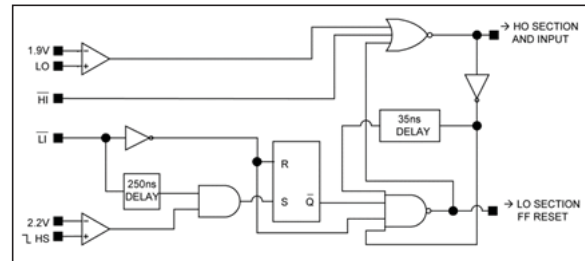 → HO SECTION
AND INPUT
1.9V
LO
HI
LI
35ns
DELAY
250ns
DELAY
R
S
Q
2.2V
HS
→ LO SECTION
FF RESET